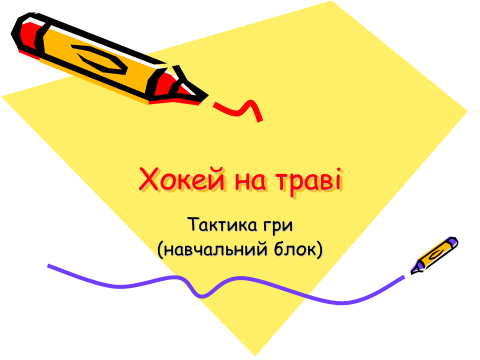 Хокей на траві
Тактика гри
(навчальний блок)